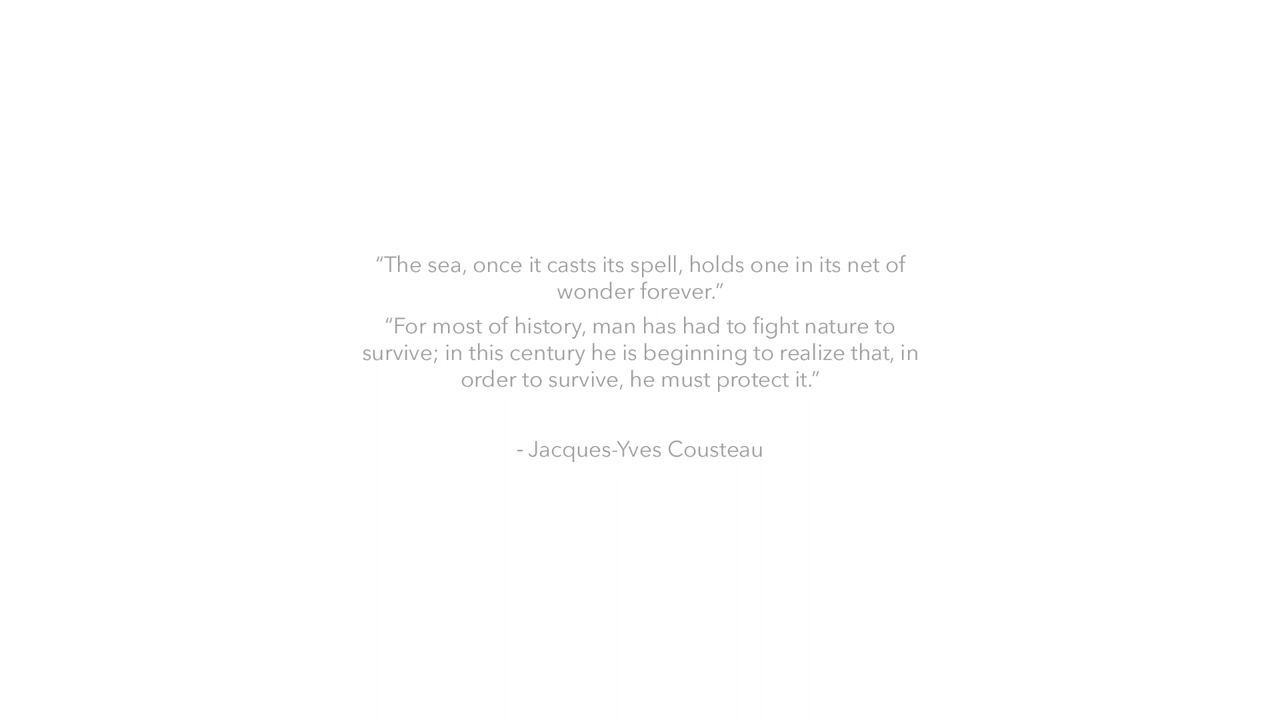 “The sea, once it casts its spell, holds one in its net of
wonder forever.”
“For most of history, man has had to fight nature to
survive; in this century he is beginning to realize that, in
order to survive, he must protect it.”
- Jacques-Yves Cousteau